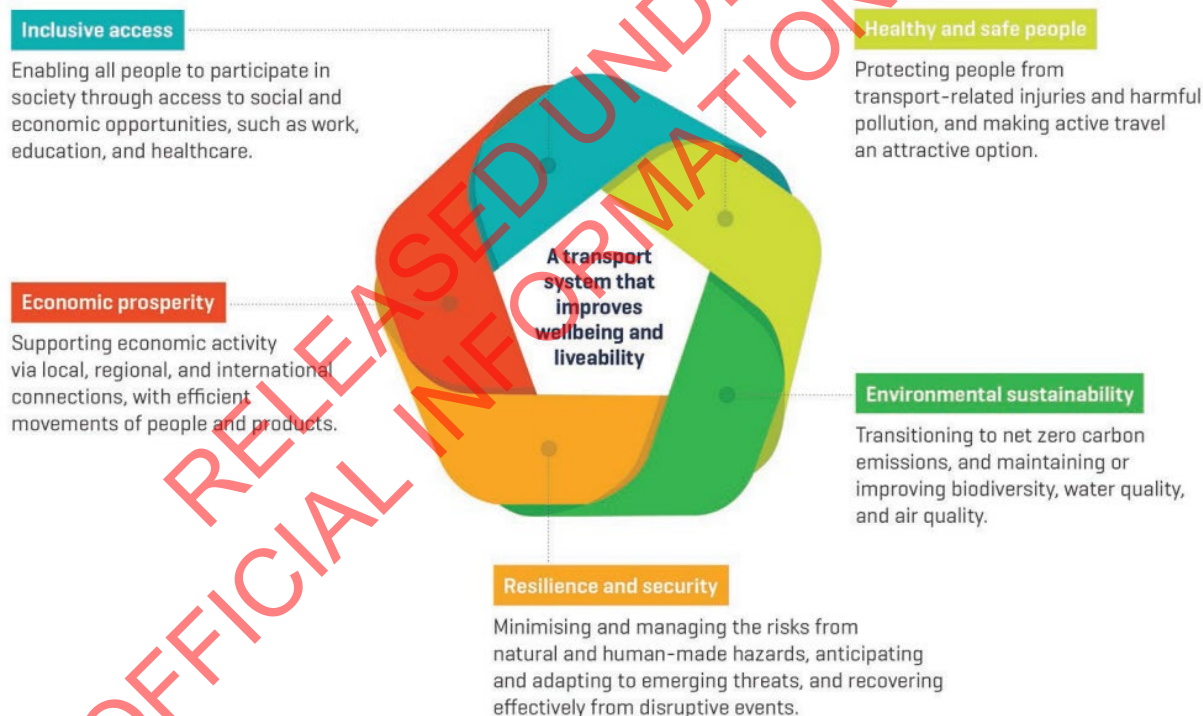 Inclusive access
Enabling all people to participate in
society through access to social and
economic opportunities, such as work,
education, and healthcare.
Healthy and safe people
Protecting people from
transport-related injuries and harmful
pollution, and making active travel
an attractive option.
A transport
system that
improves
wellbeing and
liveability
Economic prosperity
Supporting economic activity
via local, regional, and international
connections, with efficient
movements of people and products.
Environmental sustainability
Transitioning to net zero carbon
emissions, and maintaining or
improving biodiversity, water quality,
and air quality.
Resilience and security
Minimising and managing the risks from
natural and human-made hazards, anticipating
and adapting to emerging threats, and recovering
effectively from disruptive events.
RELEASED
OFFICIAL INFORMATION